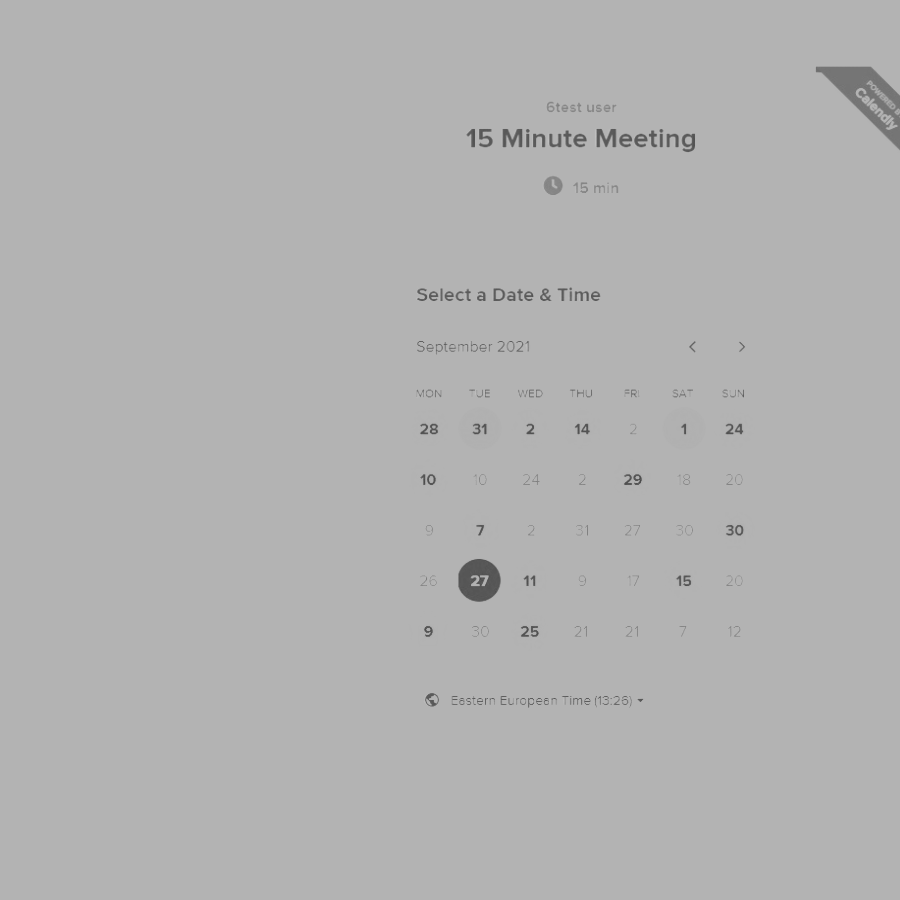 POWERED
Calendly
6test user
15 Minute Meeting
15 min
Select a Date & Time
September 2021
MON TUE WED THU FRI SAT SUN
28 31 2 14 2 1 24
10 10 24 2 29 18 20
9 7 2 31 27 30 30
26 27 11 9 17 15 20
9 30 25 21 21 7 12
Eastern European Time (13:26)